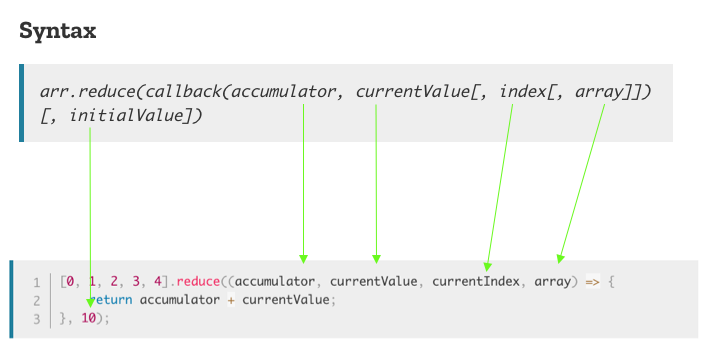 Syntax
arr.reduce(callback(accumulator, currentValue[, index[, array]])
[, initialValue])
1 [0, 1, 2, 3, 4].reduce((accumulator, currentValue, currentIndex, array) => {
2 return accumulator + currentValue;
3 }, 10);